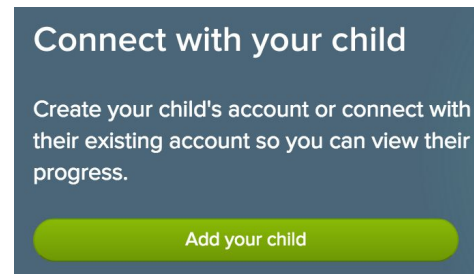 Connect with your child
Create your child's account or connect with
their existing account so you can view their
progress.
Add your child